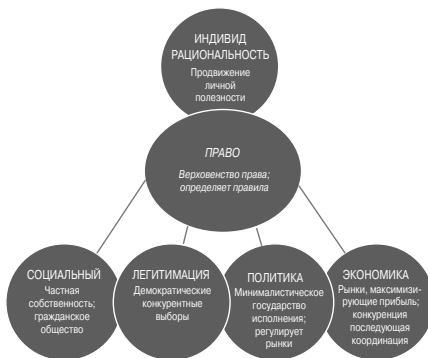 ИНДИВИД
РАЦИОНАЛЬНОСТЬ
Продвижение
личной
полезности
ПРАВО
Верховенство права;
определяет правила
СОЦИАЛЬНЫЙ
Частная
собственность;
гражданское
общество
ЛЕГИТИМАЦИЯ
Демократические
конкурентные
выборы
ПОЛИТИКА
Минималистическое
государство
исполнения;
регулирует
рынки
ЭКОНОМИКА
Рынки, максимизи-
рующие прибыль;
конкуренция
последующая
координация